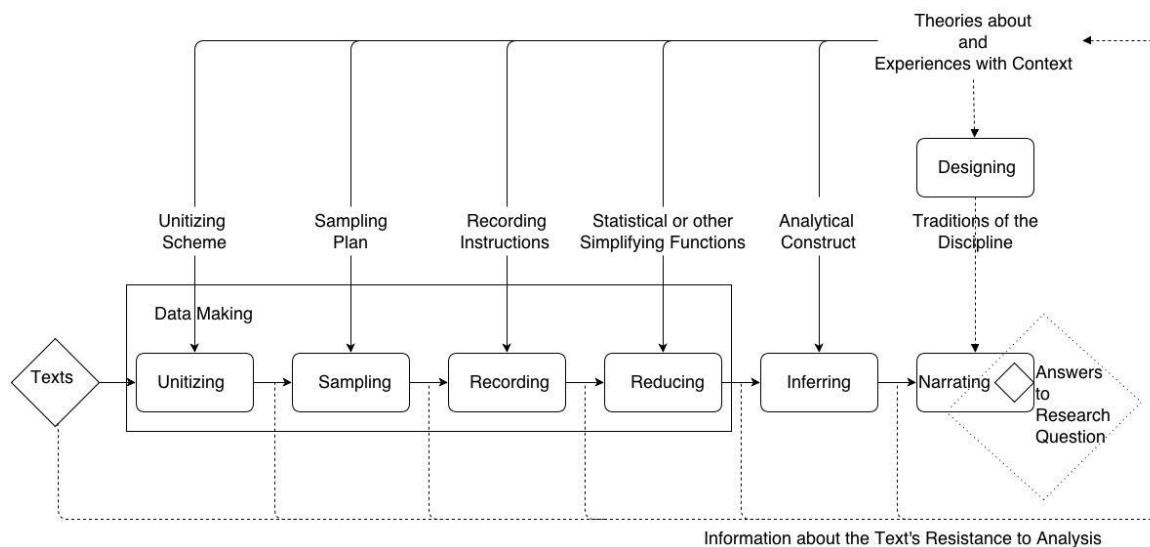 Theories about
and
Experiences with Context
Designing
Unitizing
Scheme
Sampling
Plan
Recording
Instructions
Statistical or other
Simplifying Functions
Analytical
Construct
Traditions of the
Discipline
Data Making
Texts
Unitizing
Sampling
Recording
Reducing
Inferring
Narrating
Answers
to
Research
Question
Information about the Text's Resistance to Analysis